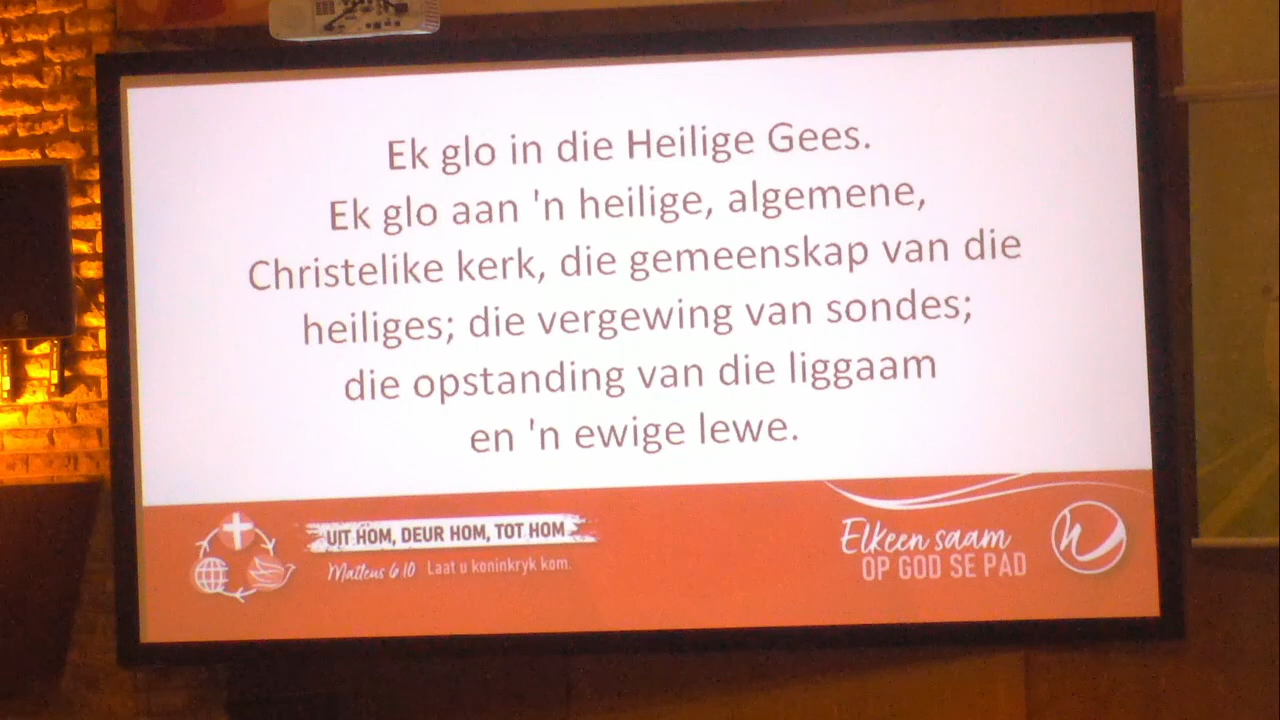 Ek glo in die Heilige Gees.
Ek glo aan 'n heilige, algemene,
Christelike kerk, die gemeenskap van die
heiliges; die vergewing van sondes;
die opstanding van die liggaam
en 'n ewige lewe.
UIT HOM, DEUR HOM, TOT HOM
Matteus 6:10 Laat u koninkryk kom.
Elkeen saam
OP GOD SE PAD